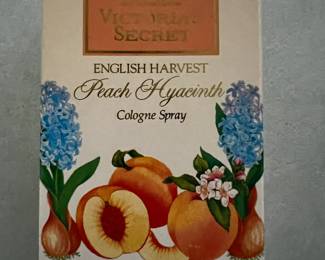 VICTORIA'S
SECRET
ENGLISH HARVEST
Peach Hyacinth
Cologne Spray